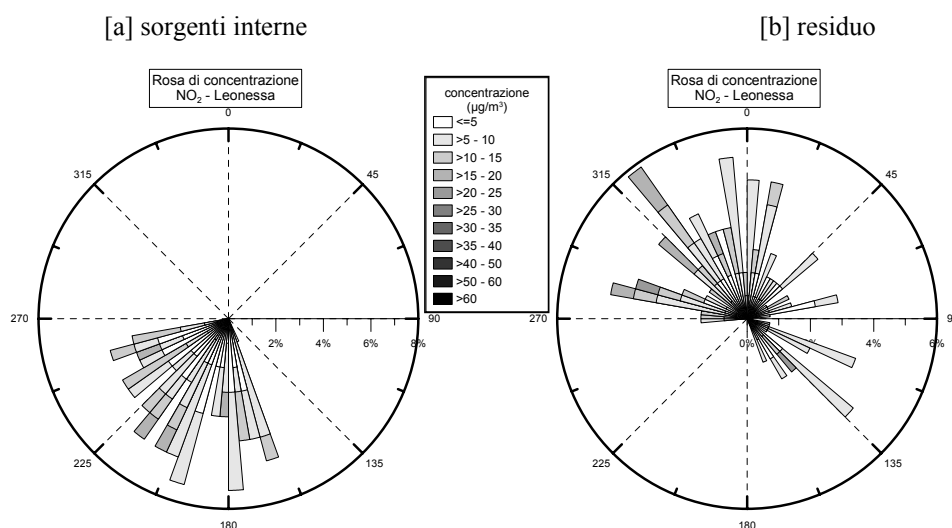 [a] sorgenti interne
[b] residuo
Rosa di concentrazione
NO₂ - Leonessa
0
45
90
135
180
225
270
315
2%
4%
6%
8%
concentrazione
(µg/m³)
<=5
>5 - 10
>10 - 15
>15 - 20
>20 - 25
>25 - 30
>30 - 35
>35 - 40
>40 - 50
>50 - 60
>60
Rosa di concentrazione
NO₂ - Leonessa
0
45
9
135
180
225
270
315
0%
2%
4%
6%